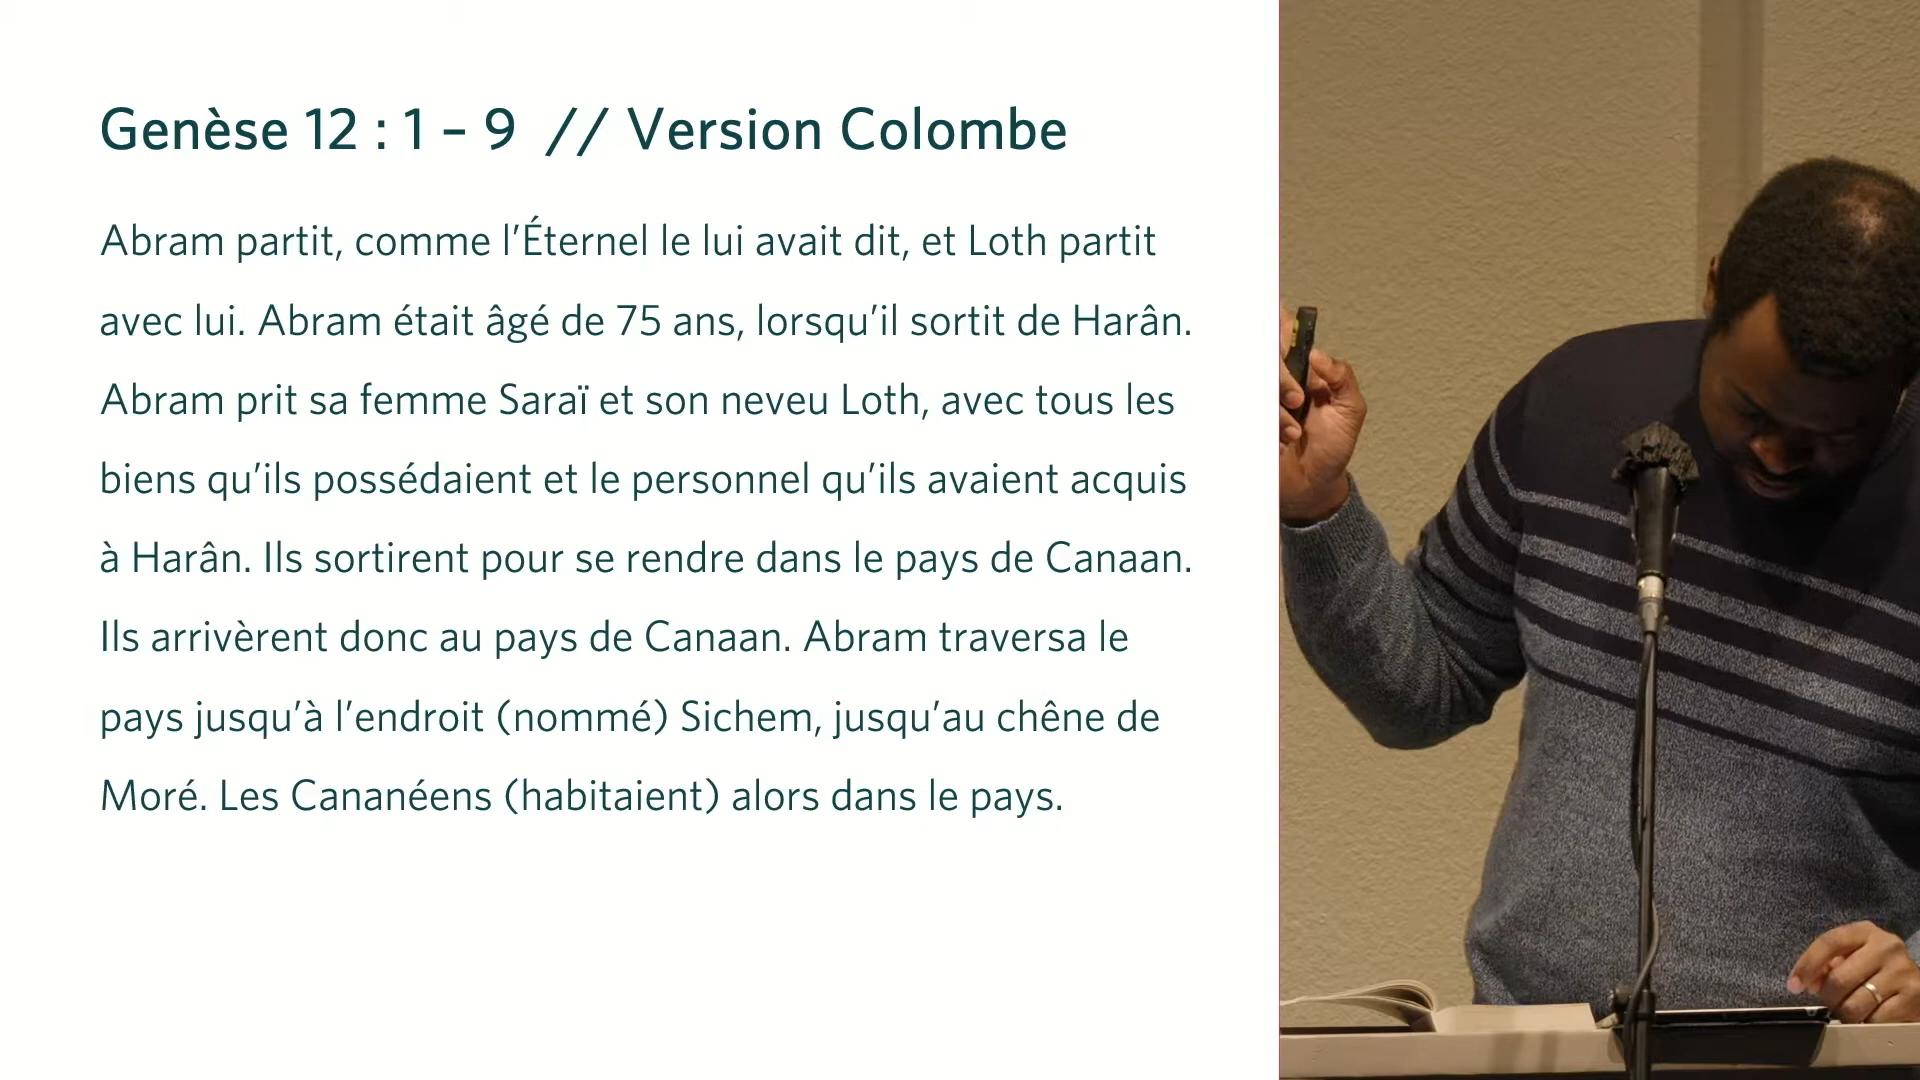 Genèse 12 : 1 – 9 // Version Colombe
Abram partit, comme l’Éternel le lui avait dit, et Loth partit
avec lui. Abram était âgé de 75 ans, lorsqu’il sortit de Harân.
Abram prit sa femme Saraï et son neveu Loth, avec tous les
biens qu’ils possédaient et le personnel qu’ils avaient acquis
à Harân. Ils sortirent pour se rendre dans le pays de Canaan.
Ils arrivèrent donc au pays de Canaan. Abram traversa le
pays jusqu’à l’endroit (nommé) Sichem, jusqu’au chêne de
Moré. Les Cananéens (habitaient) alors dans le pays.